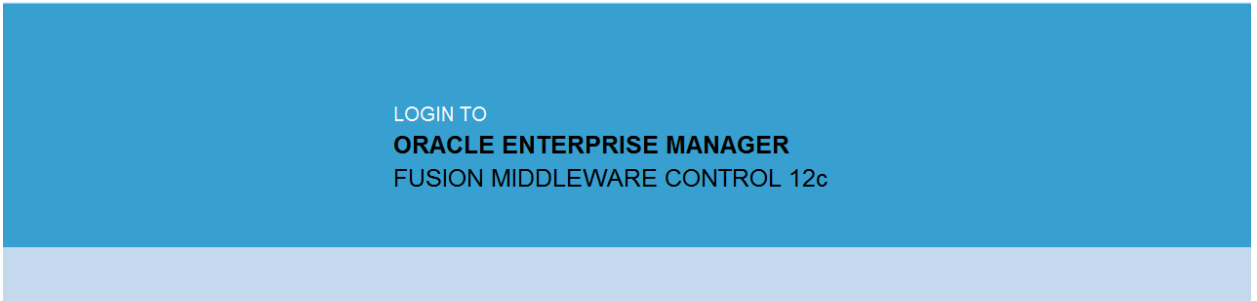 LOGIN TO
ORACLE ENTERPRISE MANAGER
FUSION MIDDLEWARE CONTROL 12c